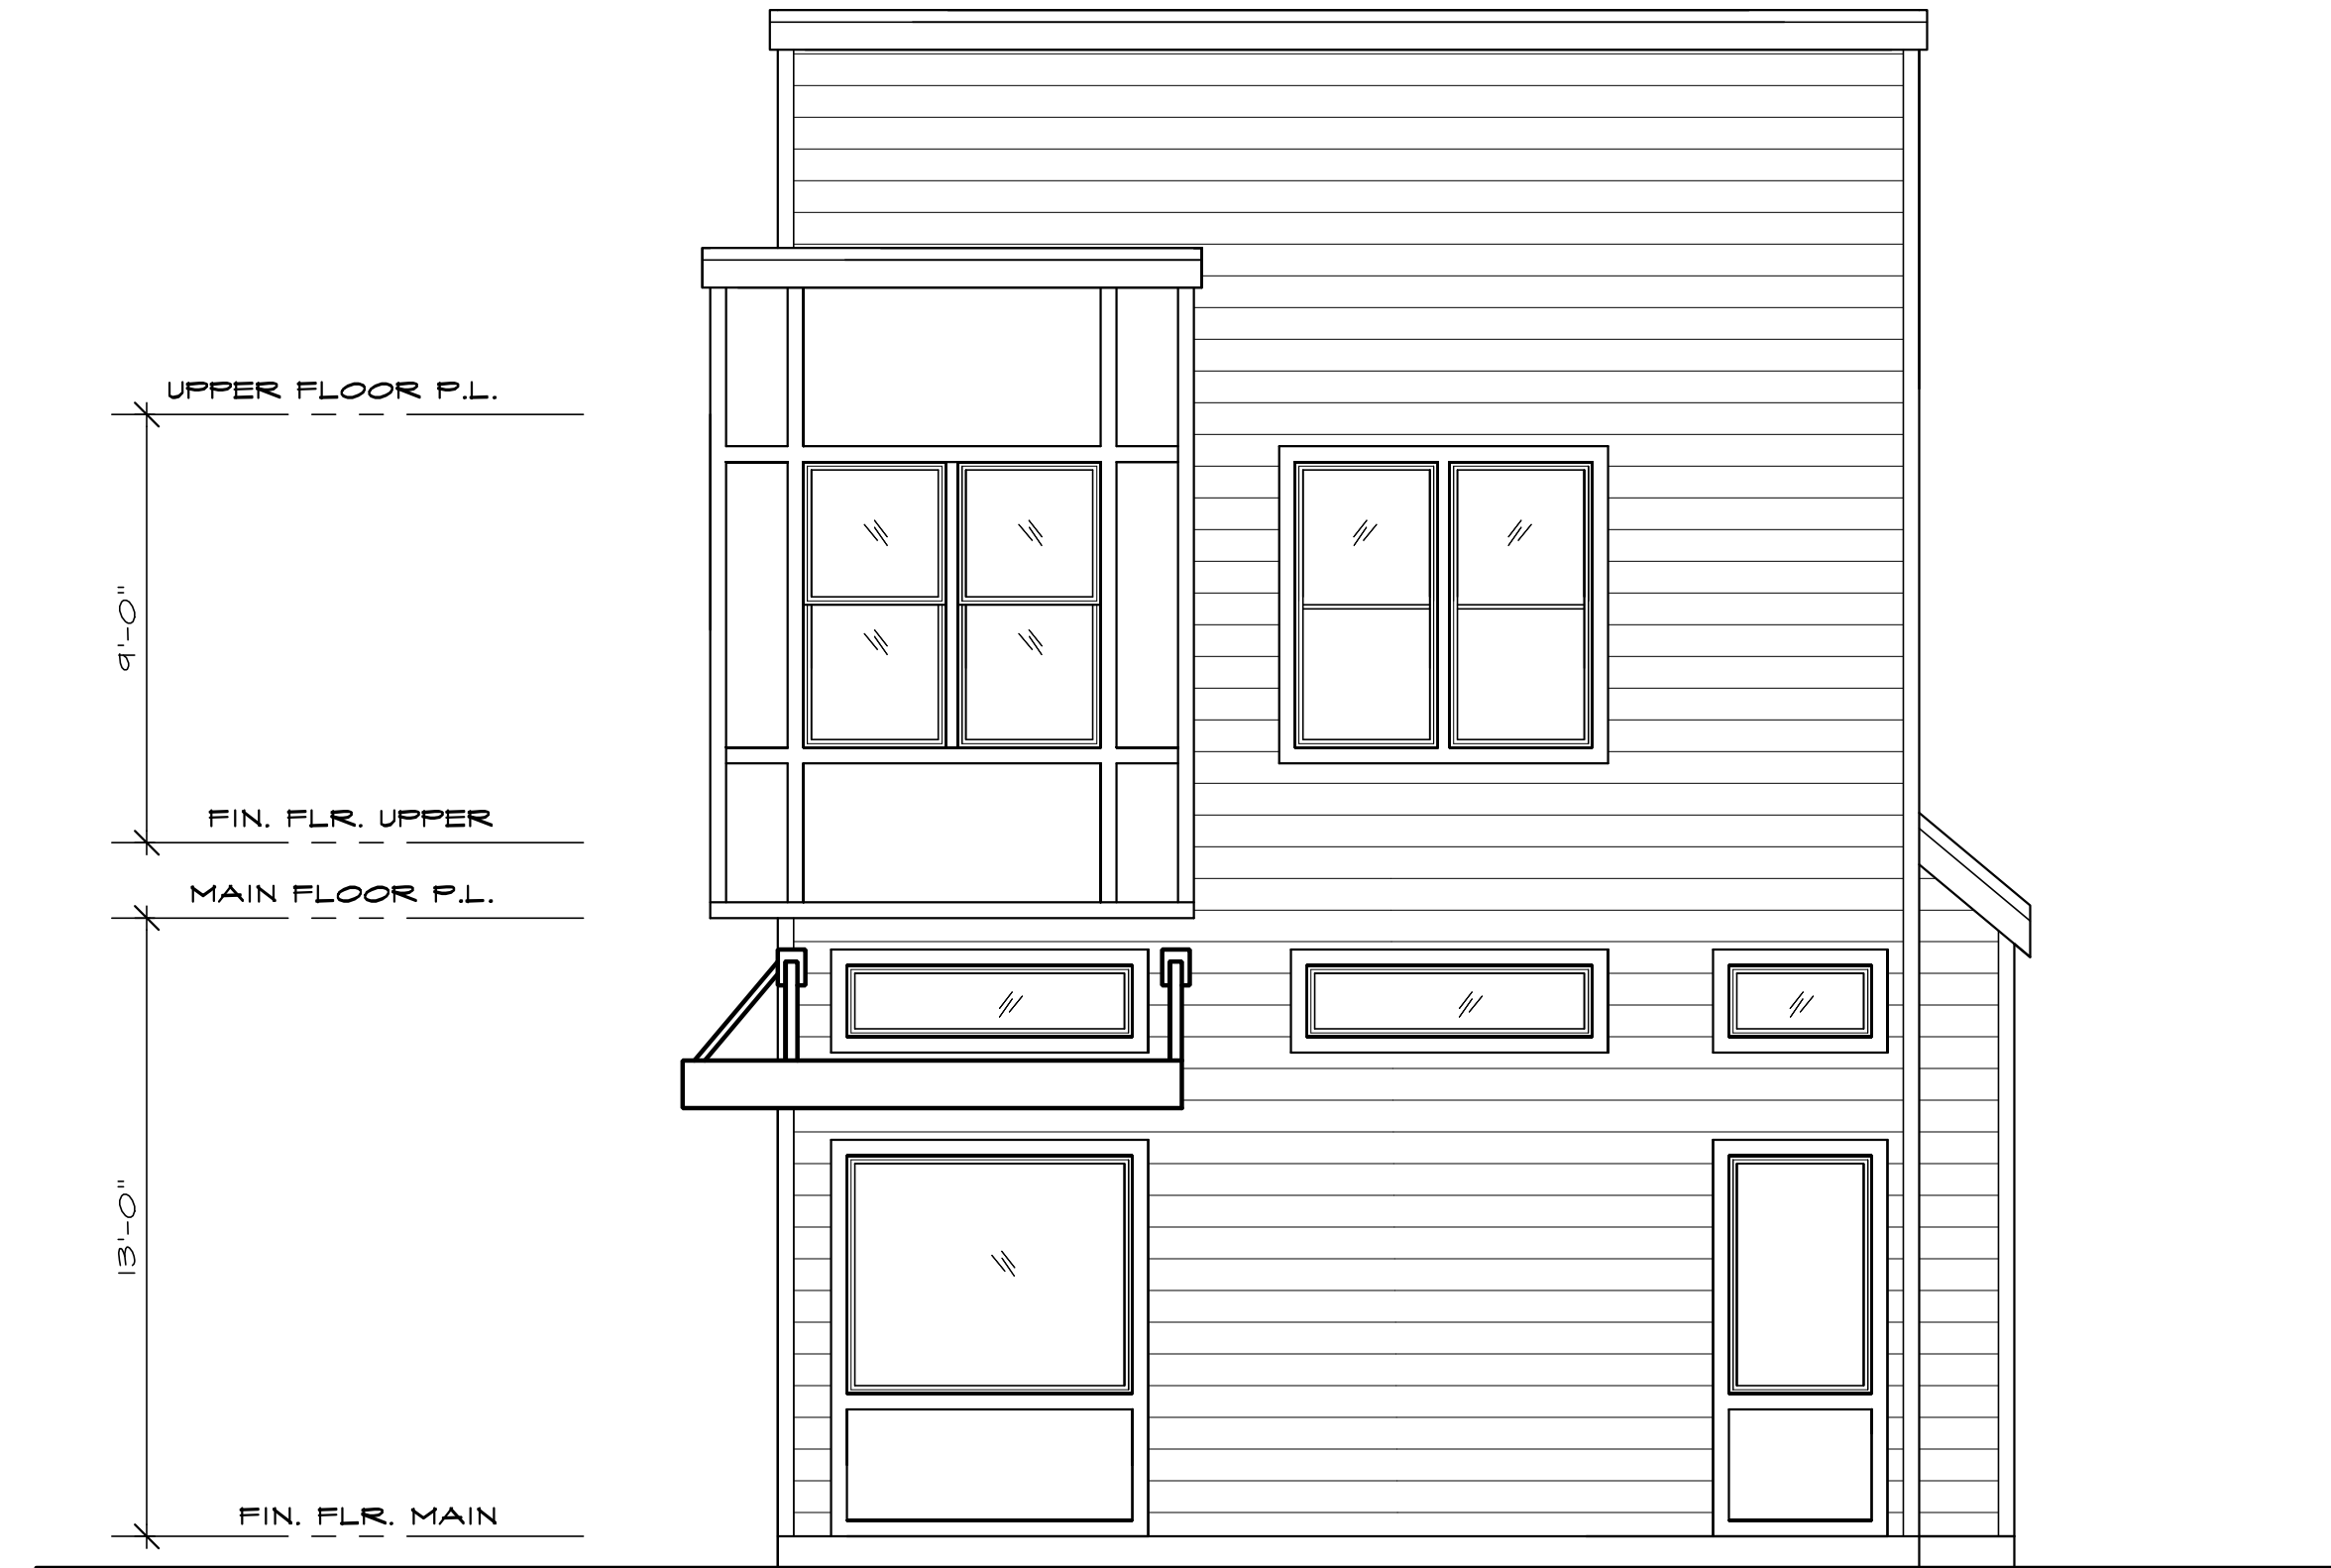 UPPER FLOOR P.L.
9'-0"
FIN. FLR. UPPER
MAIN FLOOR P.L.
13'-0"
FIN. FLR. MAIN